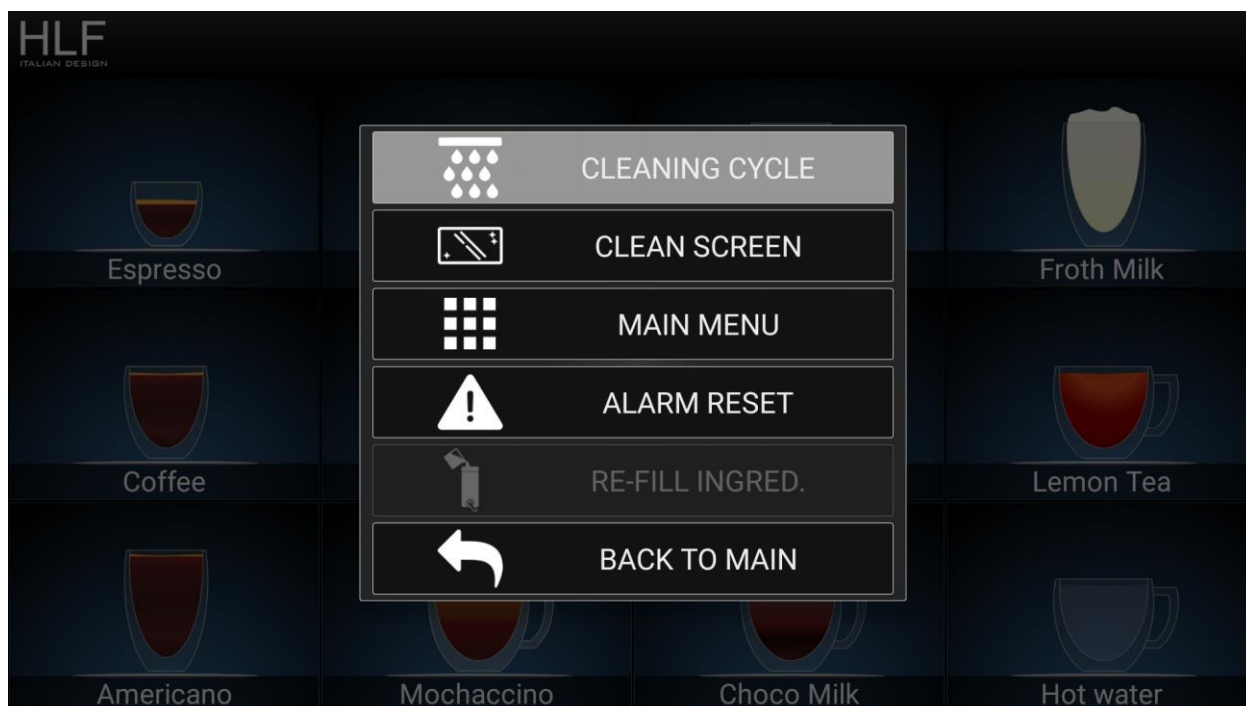 HLF
ITALIAN DESIGN
CLEANING CYCLE
CLEAN SCREEN
Espresso
Froth Milk
MAIN MENU
ALARM RESET
Coffee
RE-FILL INGRED.
Lemon Tea
BACK TO MAIN
Americano
Mochaccino
Choco Milk
Hot water